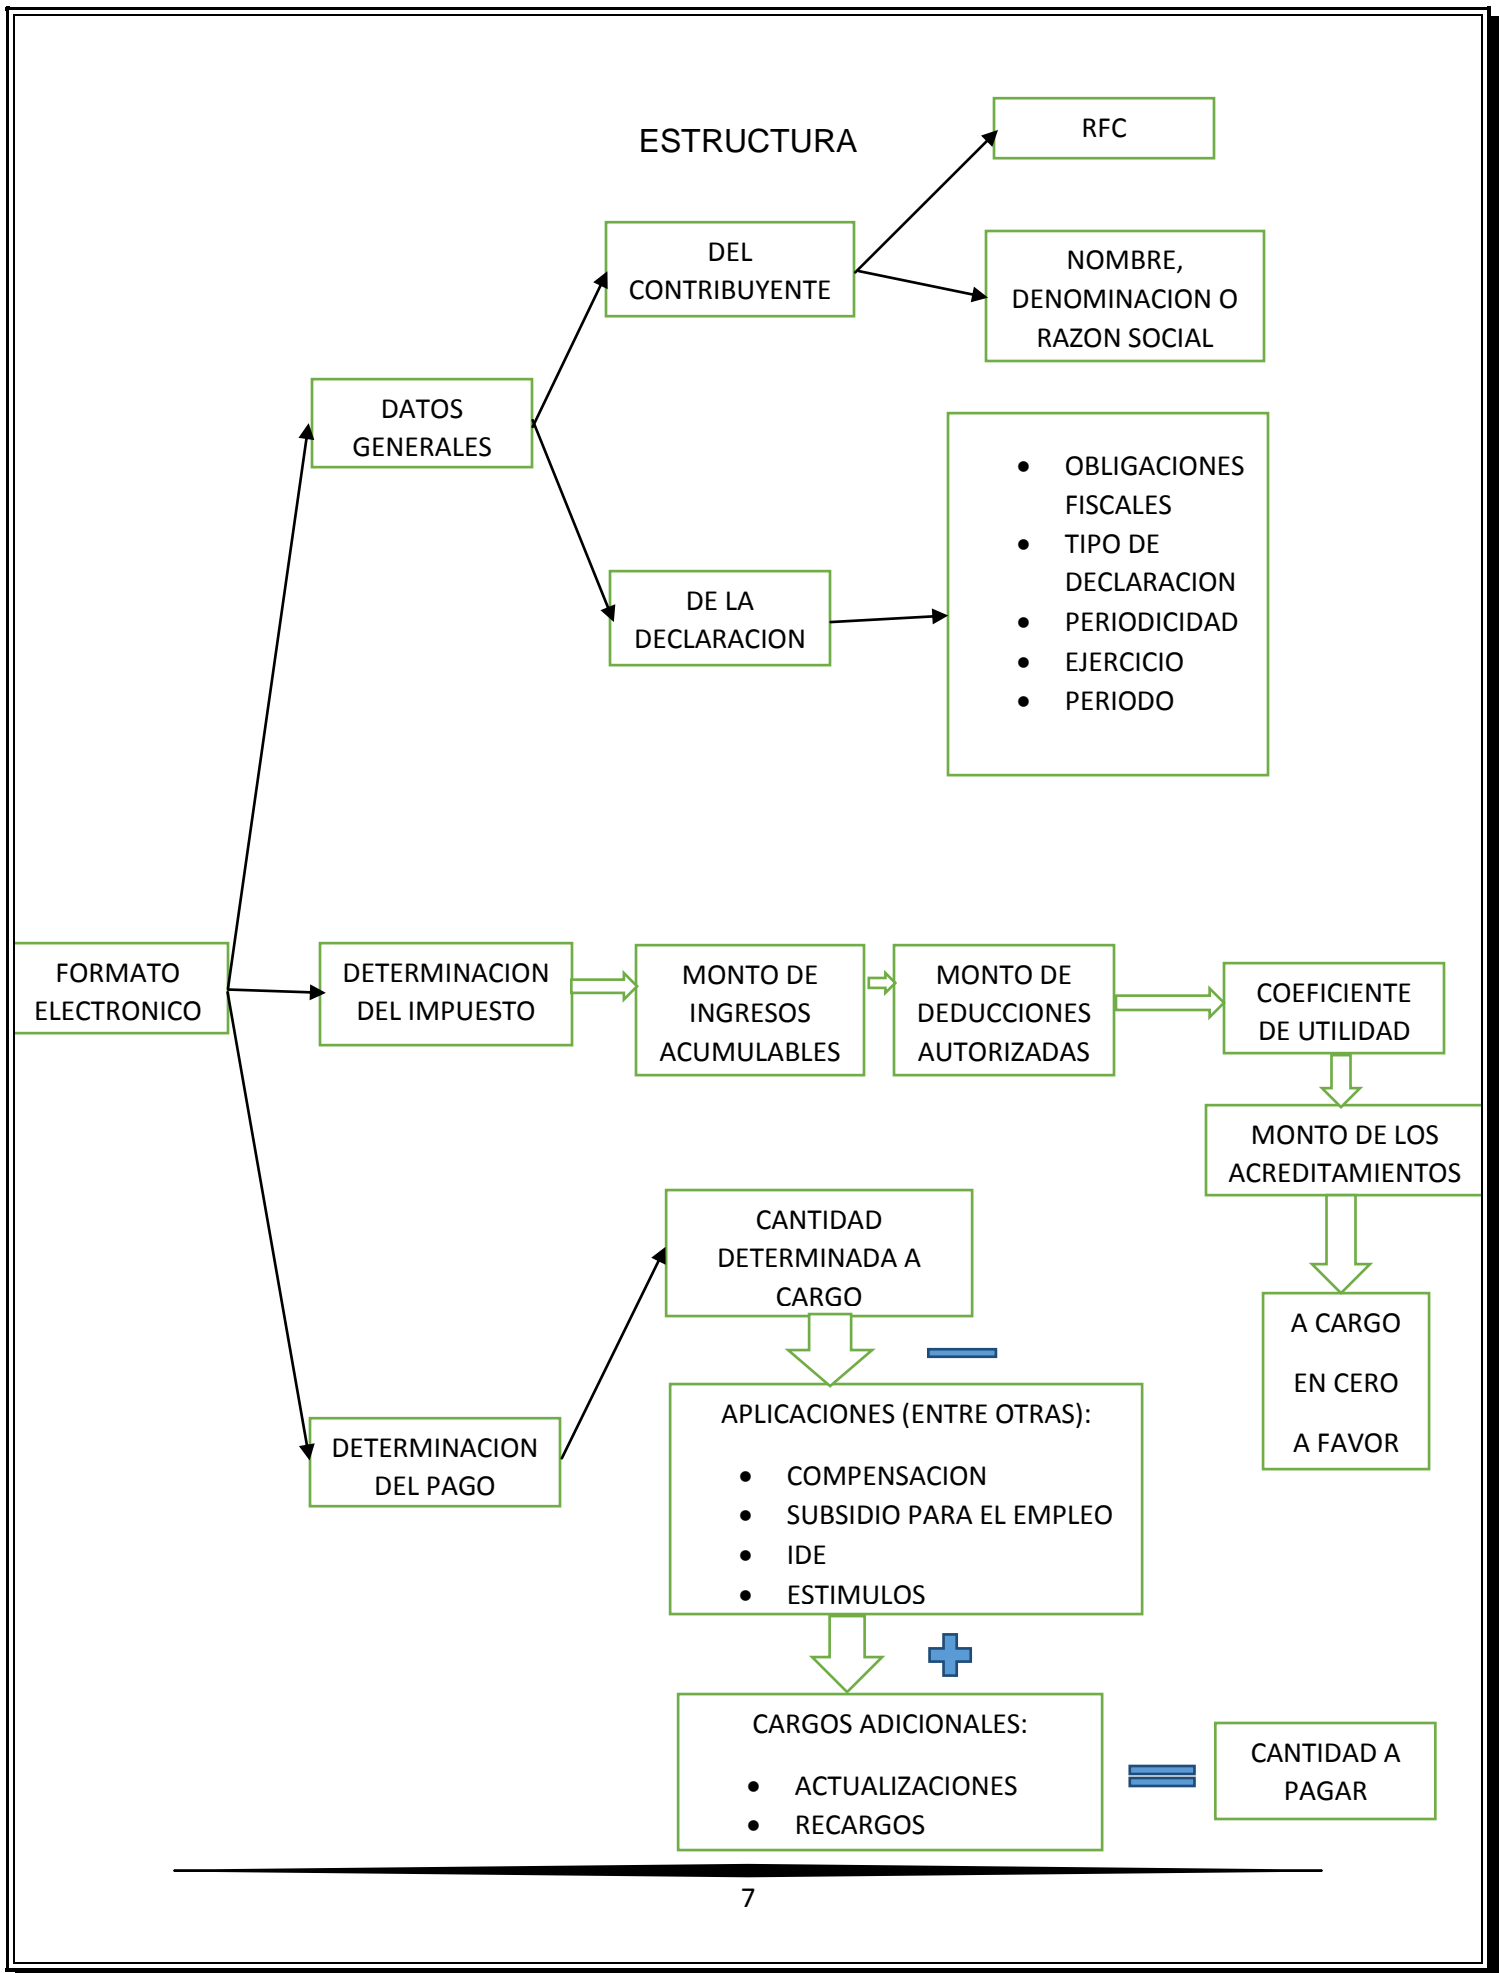 ESTRUCTURA
RFC
DEL
CONTRIBUYENTE
NOMBRE,
DENOMINACION O
RAZON SOCIAL
DATOS
GENERALES
• OBLIGACIONES
FISCALES
• TIPO DE
DECLARACION
• PERIODICIDAD
• EJERCICIO
• PERIODO
DE LA
DECLARACION
FORMATO
ELECTRONICO
DETERMINACION
DEL IMPUESTO
MONTO DE
INGRESOS
ACUMULABLES
MONTO DE
DEDUCCIONES
AUTORIZADAS
COEFICIENTE
DE UTILIDAD
MONTO DE LOS
ACREDITAMIENTOS
A CARGO
EN CERO
A FAVOR
DETERMINACION
DEL PAGO
CANTIDAD
DETERMINADA A
CARGO
APLICACIONES (ENTRE OTRAS):
• COMPENSACION
• SUBSIDIO PARA EL EMPLEO
• IDE
• ESTIMULOS
CARGOS ADICIONALES:
• ACTUALIZACIONES
• RECARGOS
CANTIDAD A
PAGAR
7